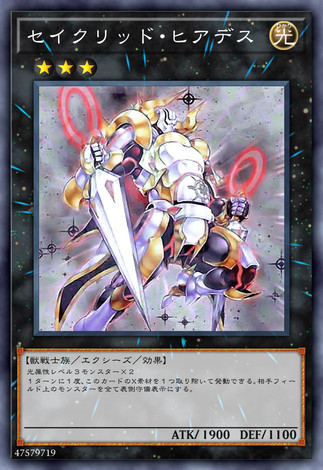 セイクリッド・ヒアデス
光
【獣戦士族／エクシーズ／効果】
光属性レベル３モンスター×２
１ターンに１度、このカードのX素材を１つ取り除いて発動できる。相手フィー
ルド上のモンスターを全て表側守備表示にする。
ATK/ 1900 DEF/1100
47579719